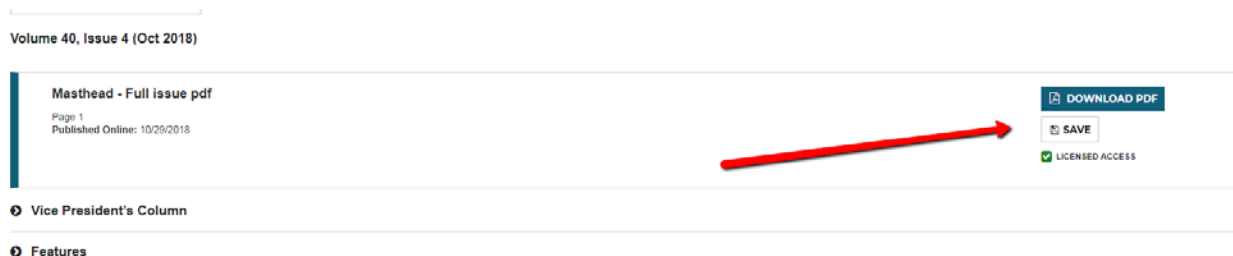 Volume 40, Issue 4 (Oct 2018)
Masthead - Full issue pdf
Page 1
Published Online: 10/29/2018
DOWNLOAD PDF
SAVE
LICENSED ACCESS
Vice President's Column
Features